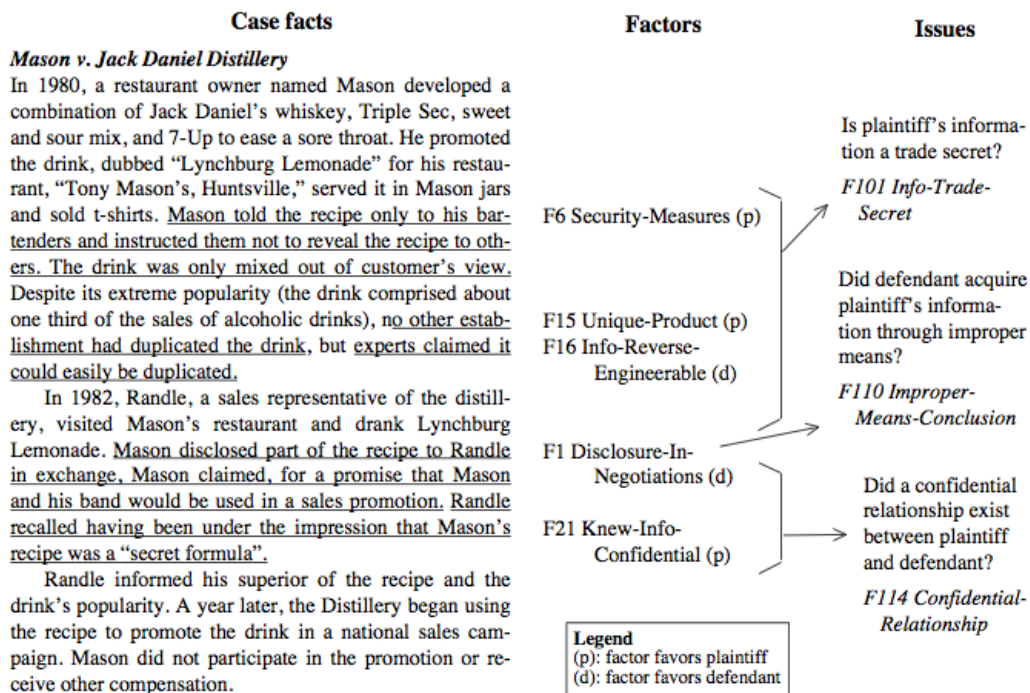 Case facts
Mason v. Jack Daniel Distillery
In 1980, a restaurant owner named Mason developed a
combination of Jack Daniel's whiskey, Triple Sec, sweet
and sour mix, and 7-Up to ease a sore throat. He promoted
the drink, dubbed “Lynchburg Lemonade” for his restau-
rant, “Tony Mason's, Huntsville,” served it in Mason jars
and sold t-shirts. Mason told the recipe only to his bar-
tenders and instructed them not to reveal the recipe to oth-
ers. The drink was only mixed out of customer's view.
Despite its extreme popularity (the drink comprised about
one third of the sales of alcoholic drinks), no other estab-
lishment had duplicated the drink, but experts claimed it
could easily be duplicated.
In 1982, Randle, a sales representative of the distill-
ery, visited Mason's restaurant and drank Lynchburg
Lemonade. Mason disclosed part of the recipe to Randle
in exchange, Mason claimed, for a promise that Mason
and his band would be used in a sales promotion. Randle
recalled having been under the impression that Mason's
recipe was a “secret formula”.
Randle informed his superior of the recipe and the
drink's popularity. A year later, the Distillery began using
the recipe to promote the drink in a national sales cam-
paign. Mason did not participate in the promotion or re-
ceive other compensation.
Factors
F6 Security-Measures (p)
F15 Unique-Product (p)
F16 Info-Reverse-
Engineerable (d)
F1 Disclosure-In-
Negotiations (d)
F21 Knew-Info-
Confidential (p)
Legend
(p): factor favors plaintiff
(d): factor favors defendant
Issues
Is plaintiff's informa-
tion a trade secret?
F101 Info-Trade-
Secret
Did defendant acquire
plaintiff's informa-
tion through improper
means?
F110 Improper-
Means-Conclusion
Did a confidential
relationship exist
between plaintiff
and defendant?
F114 Confidential-
Relationship